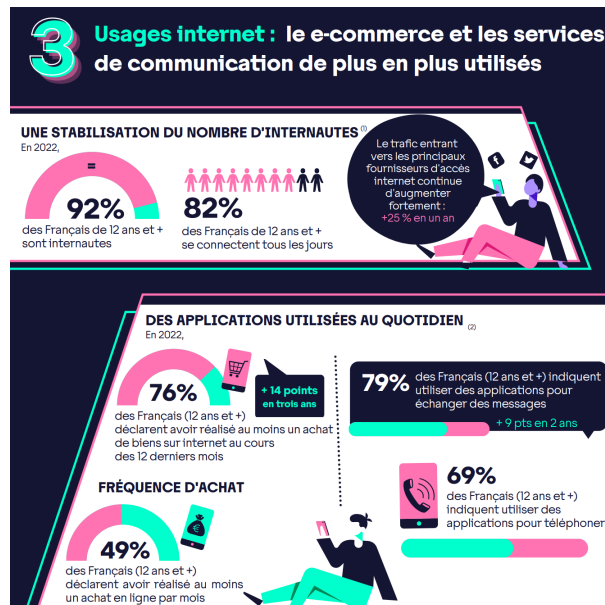 3
Usages internet : le e-commerce et les services
de communication de plus en plus utilisés
UNE STABILISATION DU NOMBRE D'INTERNAUTES (1)
En 2022,
=
92%
des Français de 12 ans et +
sont internautes
82%
des Français de 12 ans et +
se connectent tous les jours
Le trafic entrant
vers les principaux
fournisseurs d'accès
internet continue
d'augmenter
fortement :
+25 % en un an
DES APPLICATIONS UTILISÉES AU QUOTIDIEN (2)
En 2022,
76%
+ 14 points
en trois ans
des Français (12 ans et +)
déclarent avoir réalisé au moins un achat
de biens sur internet au cours
des 12 derniers mois
FRÉQUENCE D'ACHAT
€
49%
des Français (12 ans et +)
déclarent avoir réalisé au moins
un achat en ligne par mois
79%
des Français (12 ans et +) indiquent
utiliser des applications pour
échanger des messages
+ 9 pts en 2 ans
69%
des Français (12 ans et +)
indiquent utiliser des
applications pour téléphoner